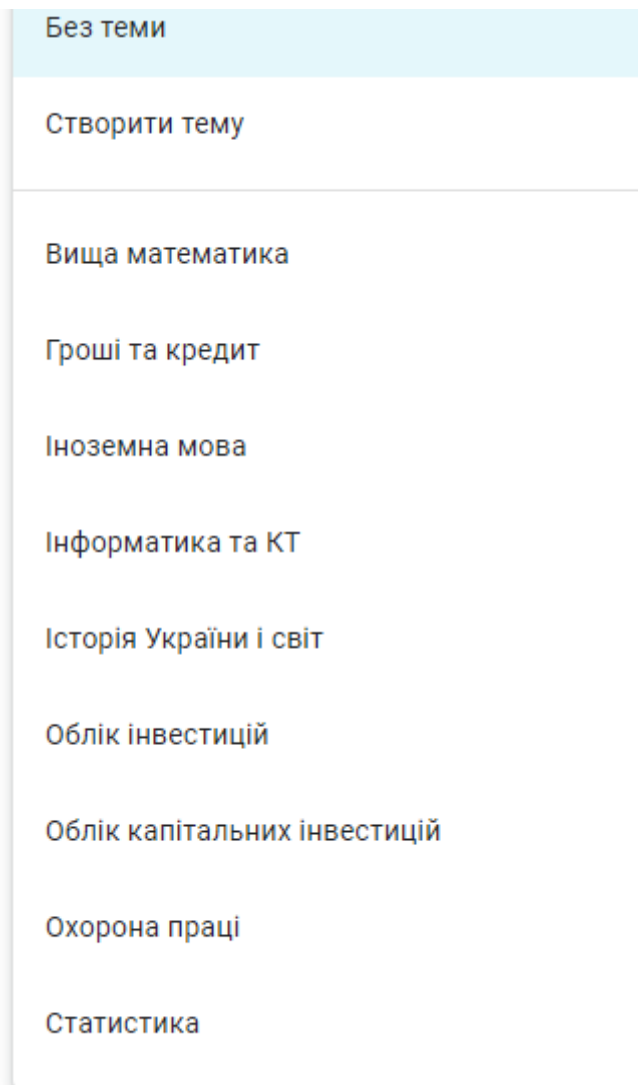 Без теми
Створити тему
Вища математика
Гроші та кредит
Іноземна мова
Інформатика та КТ
Історія України і світ
Облік інвестицій
Облік капітальних інвестицій
Охорона праці
Статистика